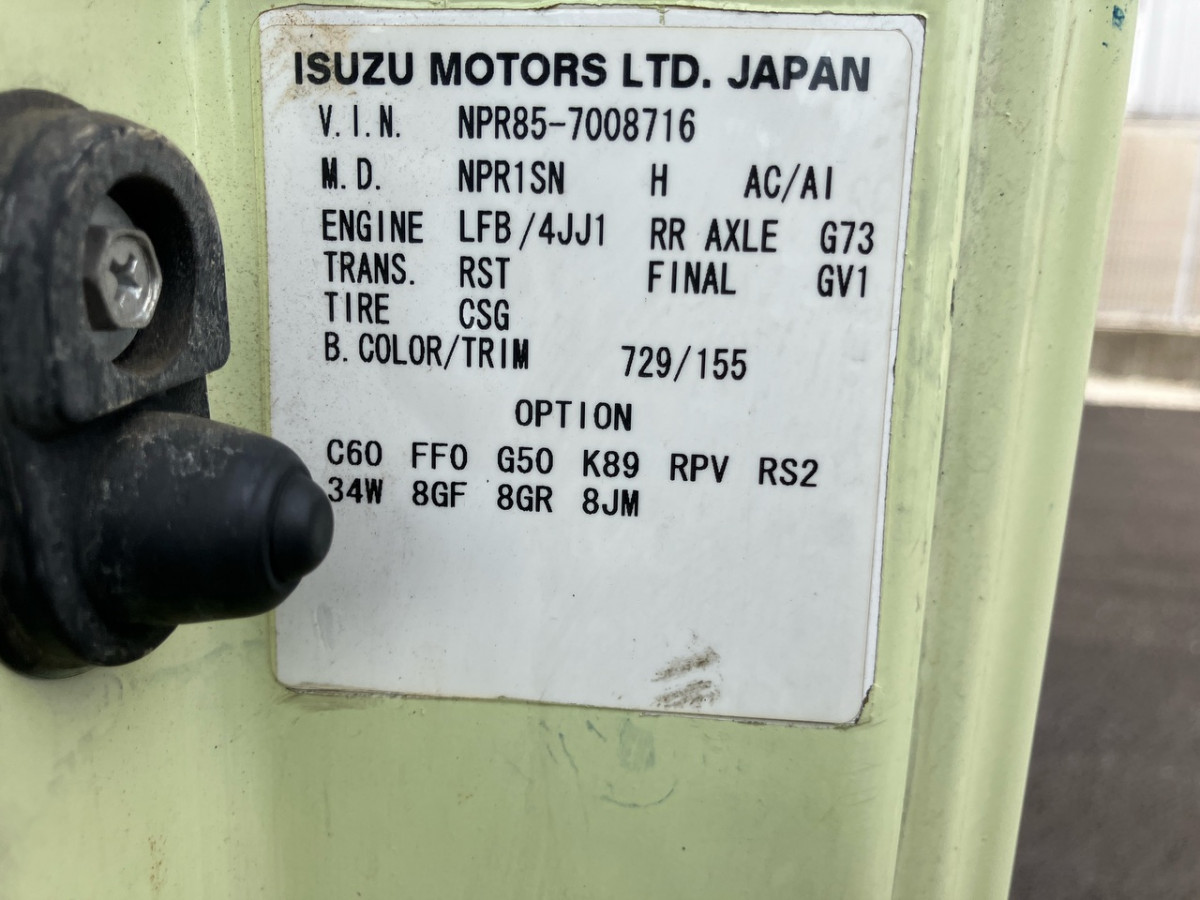 ISUZU MOTORS LTD. JAPAN
V.I.N. NPR85-7008716
M.D. NPR1SN H AC/AI
ENGINE LFB/4JJ1 RR AXLE G73
TRANS. RST FINAL GV1
TIRE CSG
B.COLOR/TRIM 729/155
OPTION
C60 FF0 G50 K89 RPV RS2
34W 8GF 8GR 8JM